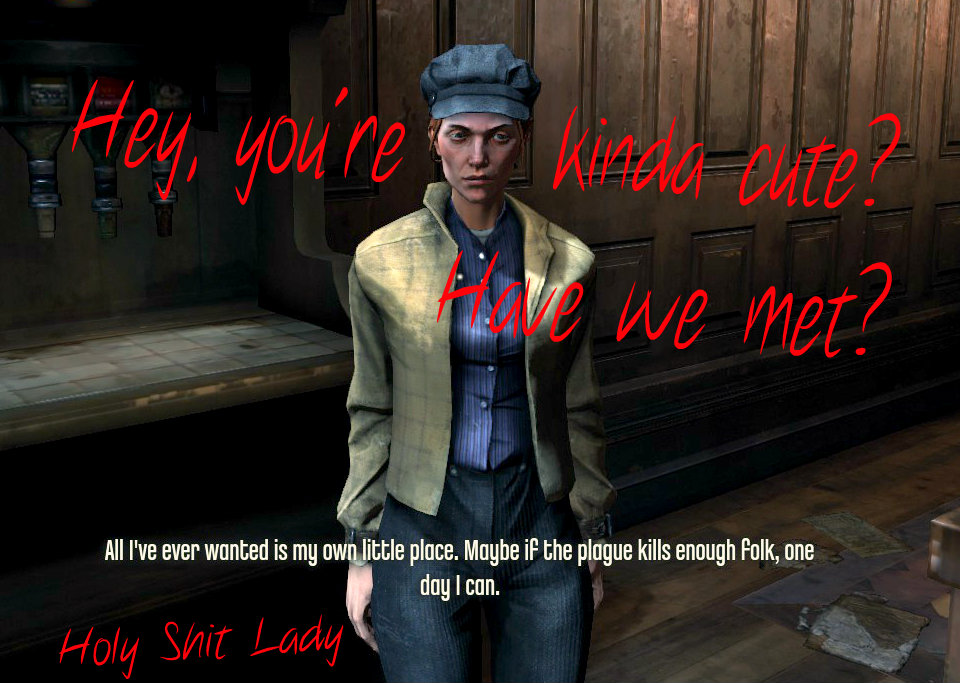 Hey, you're kinda cute?
Have we met?
All I've ever wanted is my own little place. Maybe if the plague kills enough folk, one
day I can.
Holy Shit Lady